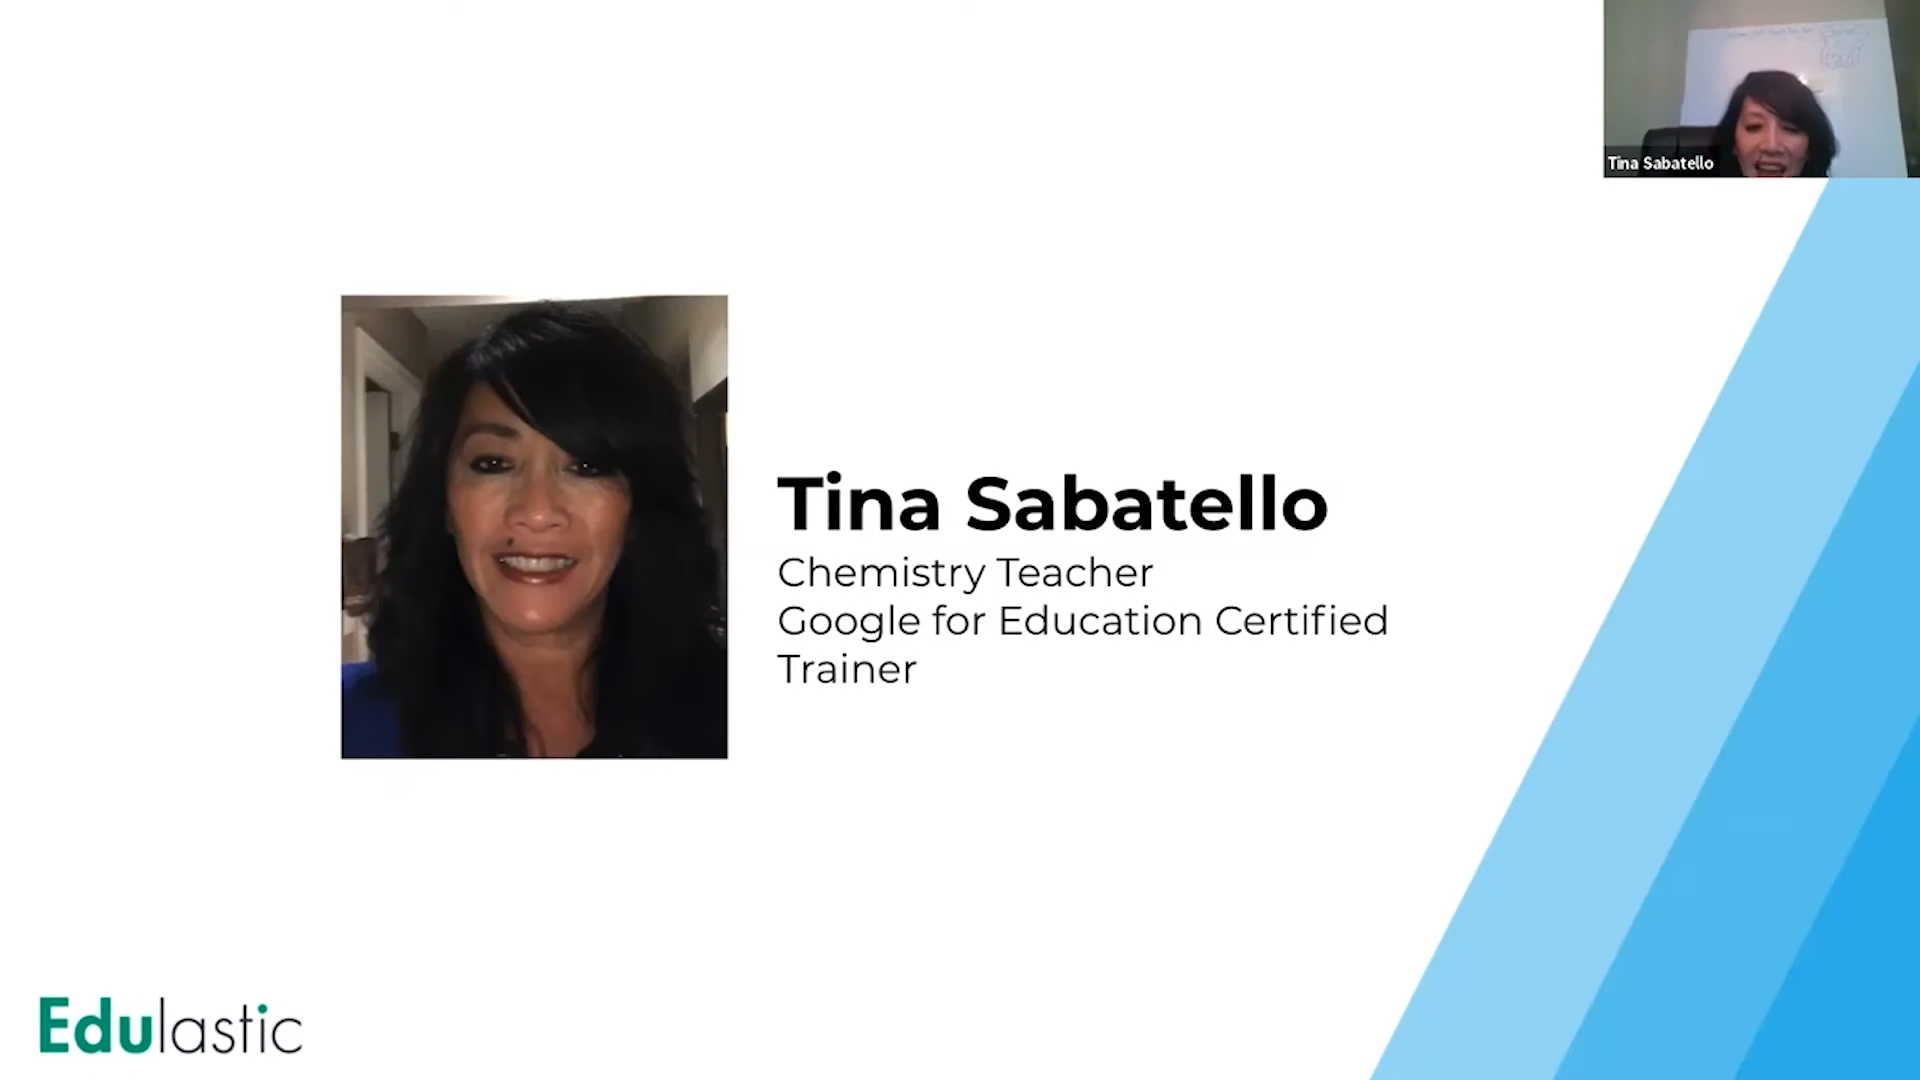 Tina Sabatello
Tina Sabatello
Chemistry Teacher
Google for Education Certified
Trainer
Edulastic